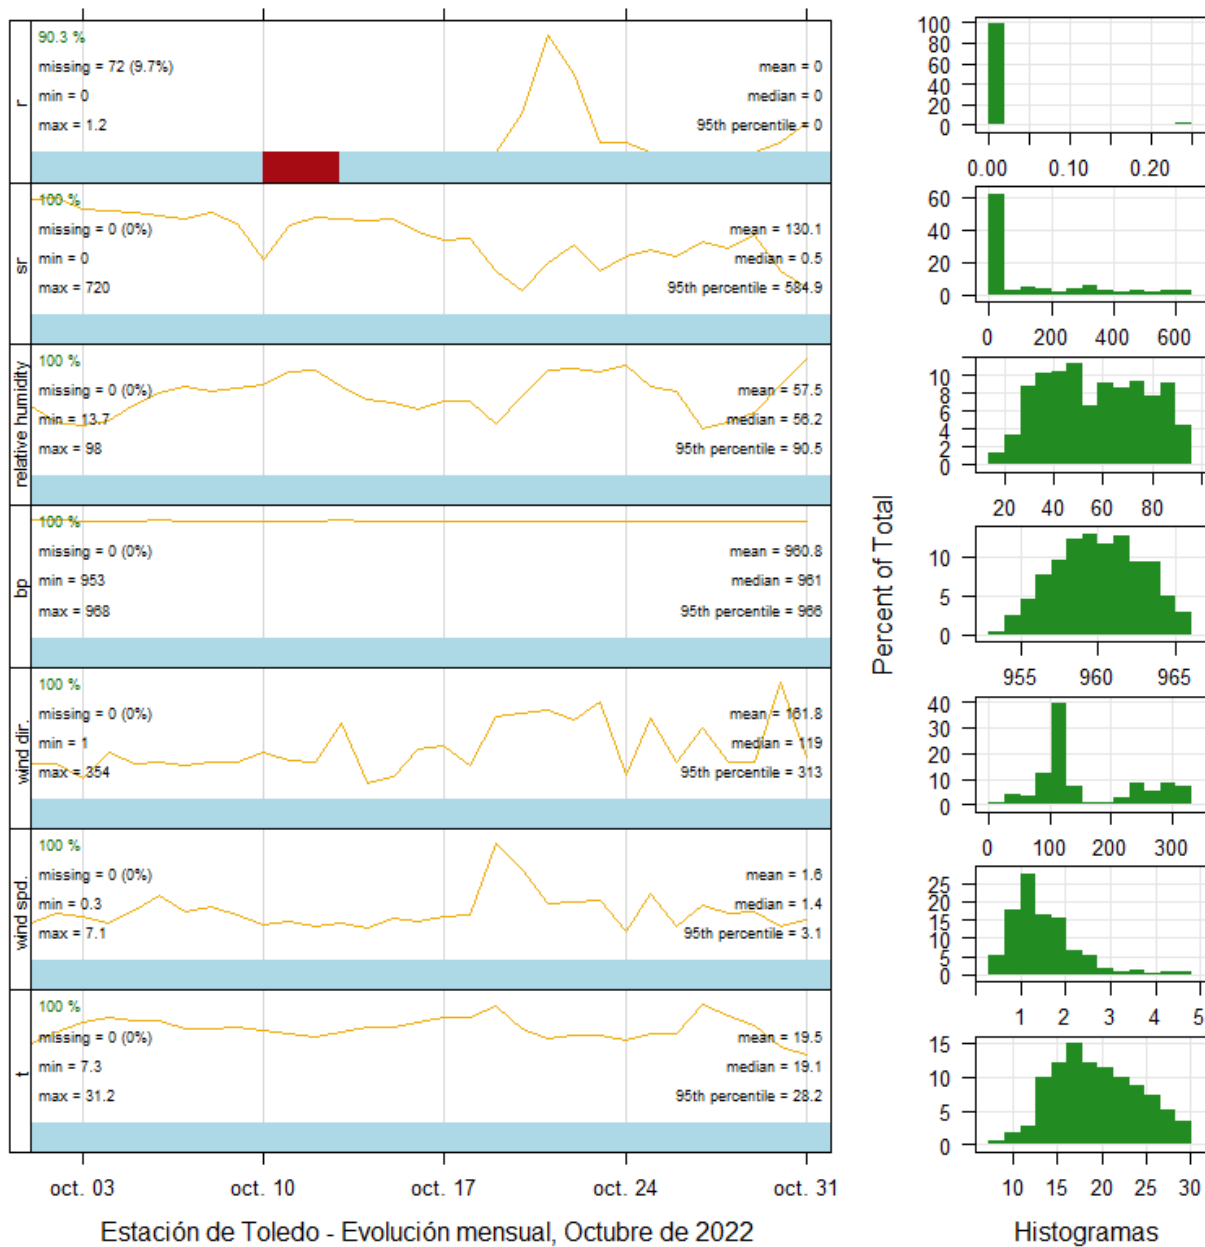 r
90.3 %
missing = 72 (9.7%)
min = 0
max = 1.2
mean = 0
median = 0
95th percentile = 0
sr
100 %
missing = 0 (0%)
min = 0
max = 720
mean = 130.1
median = 0.5
95th percentile = 584.9
relative humidity
100 %
missing = 0 (0%)
min = 13.7
max = 98
mean = 57.5
median = 56.2
95th percentile = 90.5
bp
100 %
missing = 0 (0%)
min = 953
max = 968
mean = 960.8
median = 961
95th percentile = 966
wind dir.
100 %
missing = 0 (0%)
min = 1
max = 354
mean = 161.8
median = 119
95th percentile = 313
wind spd.
100 %
missing = 0 (0%)
min = 0.3
max = 7.1
mean = 1.6
median = 1.4
95th percentile = 3.1
t
100 %
missing = 0 (0%)
min = 7.3
max = 31.2
mean = 19.5
median = 19.1
95th percentile = 28.2
oct. 03 oct. 10 oct. 17 oct. 24 oct. 31
Estación de Toledo - Evolución mensual, Octubre de 2022
Percent of Total
100
80
60
40
20
0
0.00 0.10 0.20
60
40
20
0
0 200 400 600
10
8
6
4
2
0
20 40 60 80
10
5
0
955 960 965
40
30
20
10
0
0 100 200 300
25
20
15
10
5
0
1 2 3 4 5
15
10
5
0
10 15 20 25 30
Histogramas